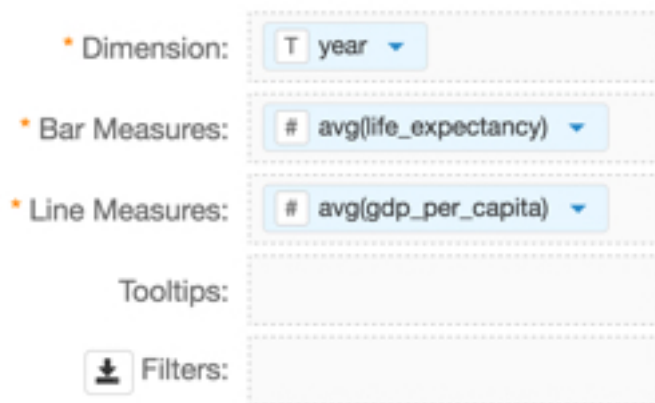 * Dimension: T year
* Bar Measures: # avg(life_expectancy)
* Line Measures: # avg(gdp_per_capita)
Tooltips:
Filters: